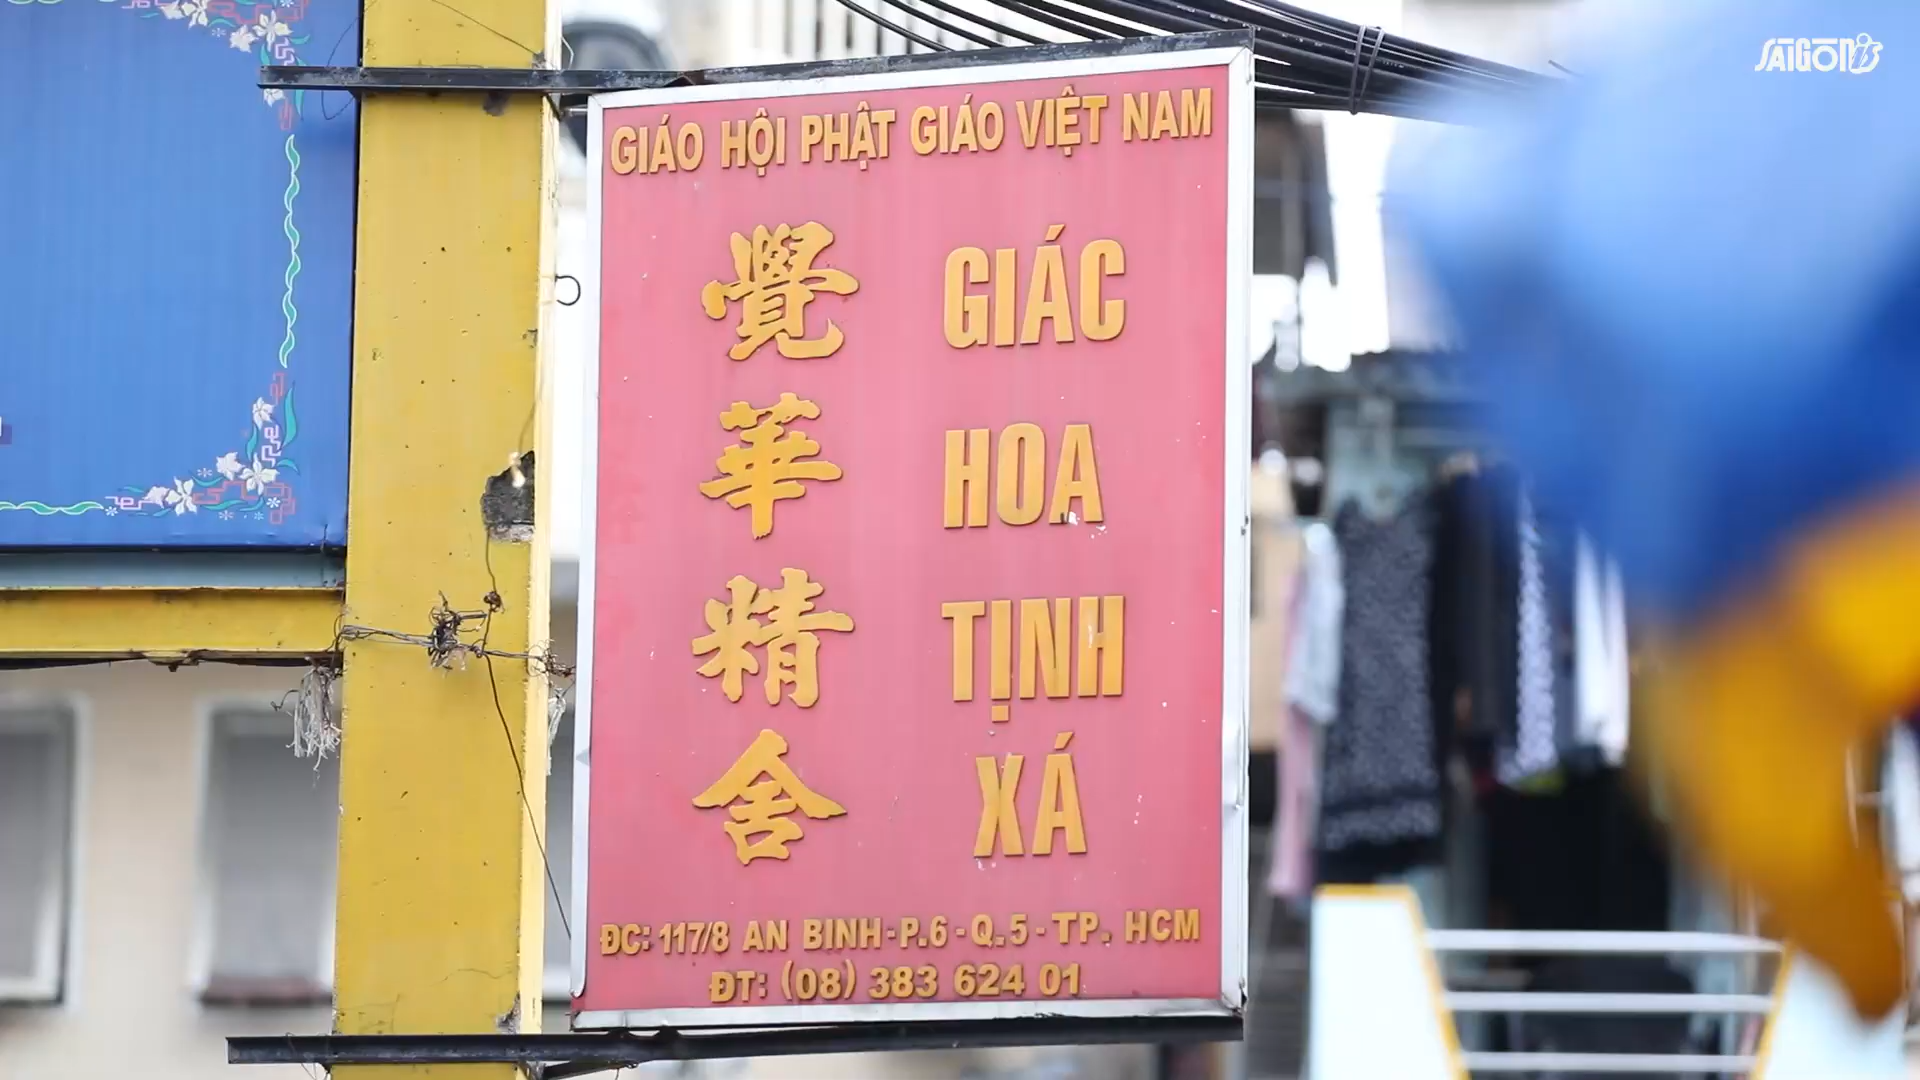 SAIGONis
GIÁO HỘI PHẬT GIÁO VIỆT NAM
覺 GIÁC
華 HOA
精 TỊNH
舍 XÁ
ĐC: 117/8 AN BINH-P.6-Q.5-TP. HCM
ĐT: (08) 383 624 01